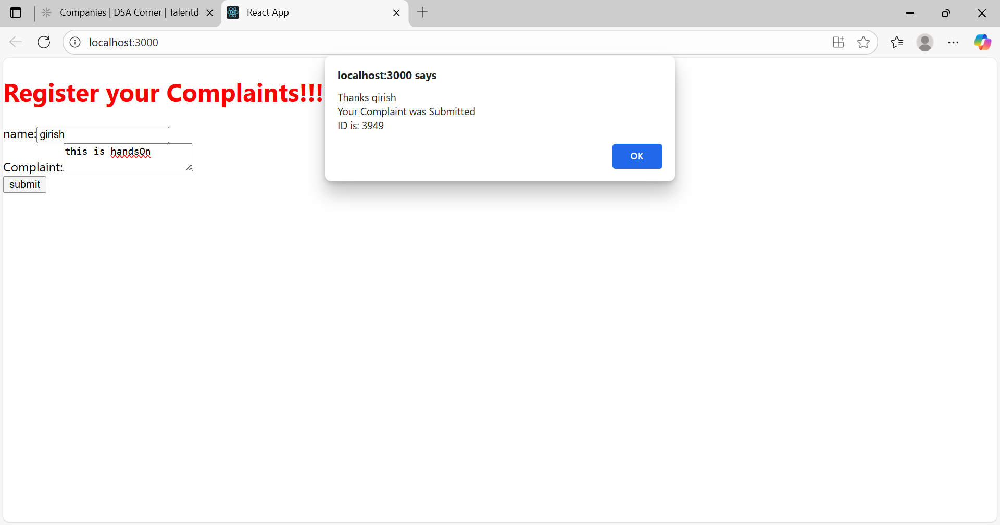 Companies | DSA Corner | Talentd
React App
localhost:3000
localhost:3000 says
Thanks girish
Your Complaint was Submitted
ID is: 3949
OK
Register your Complaints!!!
name: girish
Complaint: this is handsOn
submit